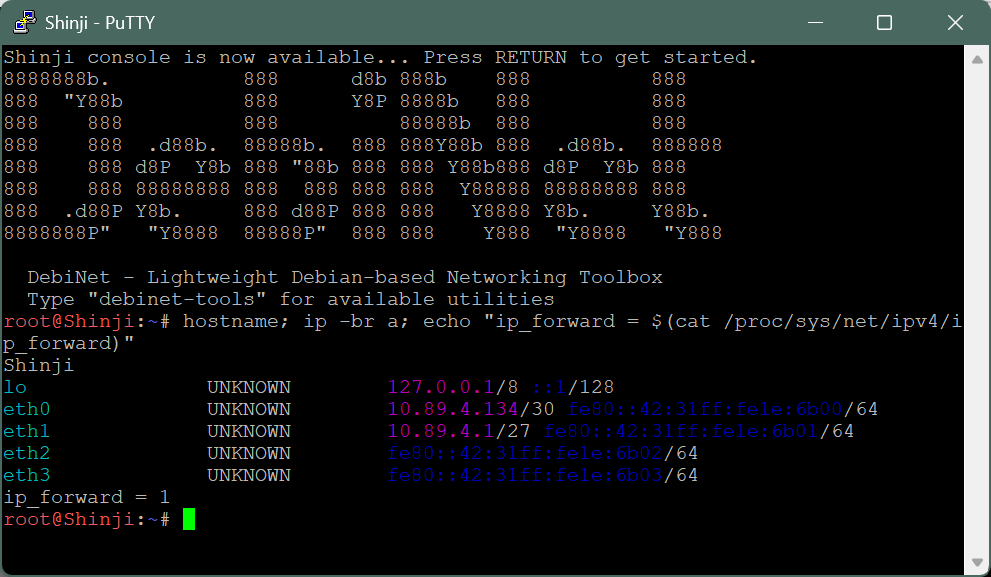 Shinji - PuTTY
Shinji console is now available... Press RETURN to get started.
8888888b.           888      d8b 888b    888          888
888  "Y88b          888      Y8P 8888b   888          888
888    888          888          88888b  888          888
888    888  .d88b.  88888b.  888 888Y88b 888  .d88b.  888888
888    888 d8P  Y8b 888 "88b 888 888 Y88b888 d8P  Y8b 888
888    888 88888888 888  888 888 888  Y88888 88888888 888
888  .d88P Y8b.     888 d88P 888 888   Y8888 Y8b.     Y88b.
8888888P"   "Y8888  88888P"  888 888    Y888  "Y8888   "Y888
DebiNet - Lightweight Debian-based Networking Toolbox
Type "debinet-tools" for available utilities
root@Shinji:~# hostname; ip -br a; echo "ip_forward = $(cat /proc/sys/net/ipv4/i
p_forward)"
Shinji
lo               UNKNOWN        127.0.0.1/8 ::1/128
eth0             UNKNOWN        10.89.4.134/30 fe80::42:31ff:fe1e:6b00/64
eth1             UNKNOWN        10.89.4.1/27 fe80::42:31ff:fe1e:6b01/64
eth2             UNKNOWN        fe80::42:31ff:fe1e:6b02/64
eth3             UNKNOWN        fe80::42:31ff:fe1e:6b03/64
ip_forward = 1
root@Shinji:~#